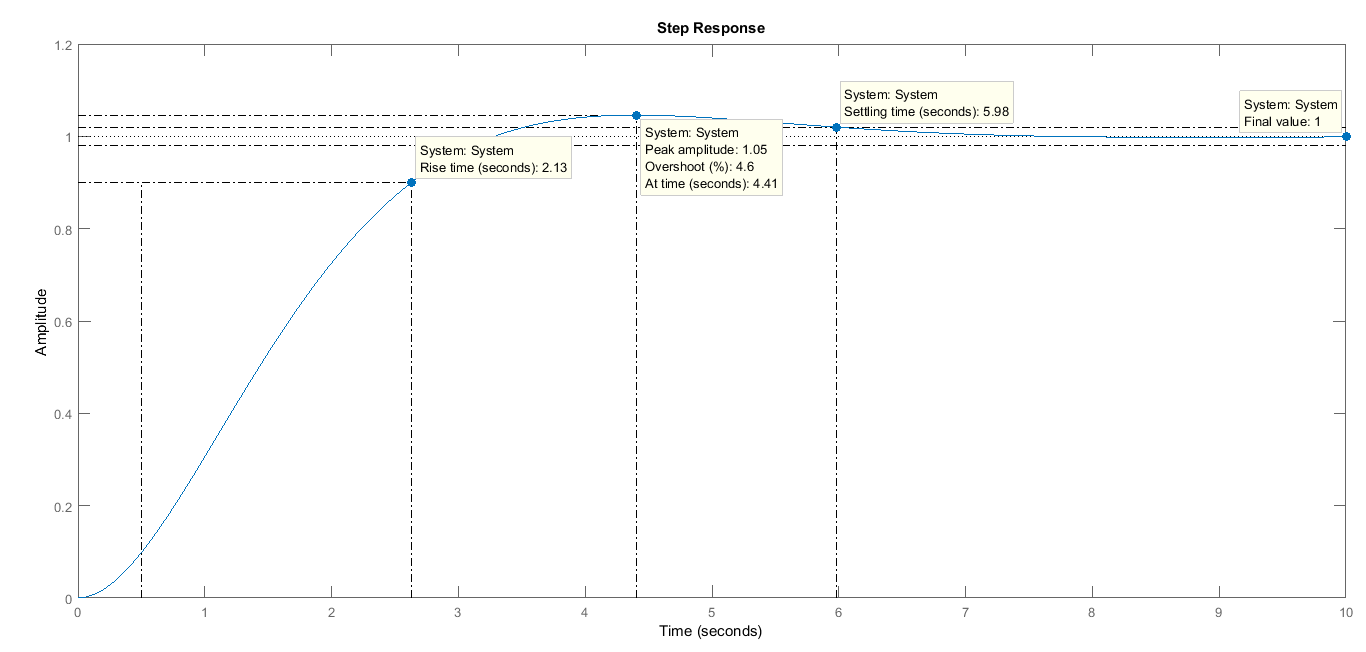 Step Response
1.2
System: System
Settling time (seconds): 5.98
System: System
Final value: 1
1
System: System
Peak amplitude: 1.05
Overshoot (%): 4.6
At time (seconds): 4.41
System: System
Rise time (seconds): 2.13
0.8
0.6
0.4
0.2
0
Amplitude
0 1 2 3 4 5 6 7 8 9 10
Time (seconds)